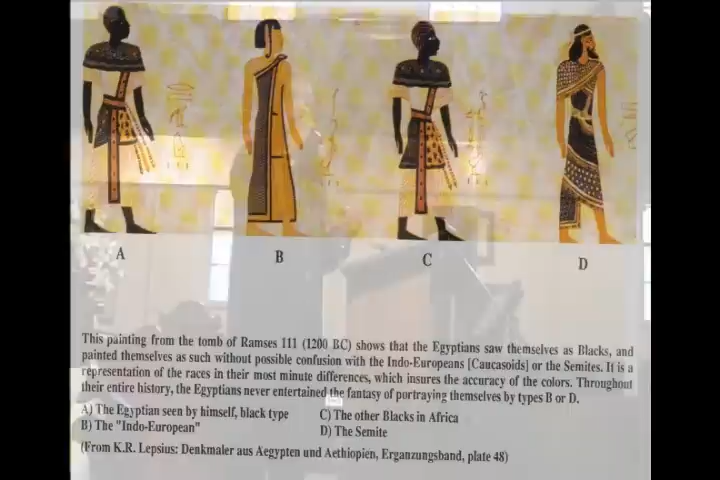 A
B
C
D
This painting from the tomb of Ramses 111 (1200 BC) shows that the Egyptians saw themselves as Blacks, and
painted themselves as such without possible confusion with the Indo-Europeans [Caucasoids] or the Semites. It is a
representation of the races in their most minute differences, which insures the accuracy of the colors. Throughout
their entire history, the Egyptians never entertained the fantasy of portraying themselves by types B or D.
A) The Egyptian seen by himself, black type
C) The other Blacks in Africa
B) The "Indo-European"
D) The Semite
(From K.R. Lepsius: Denkmaler aus Aegypten und Aethiopien, Erganzungsband, plate 48)